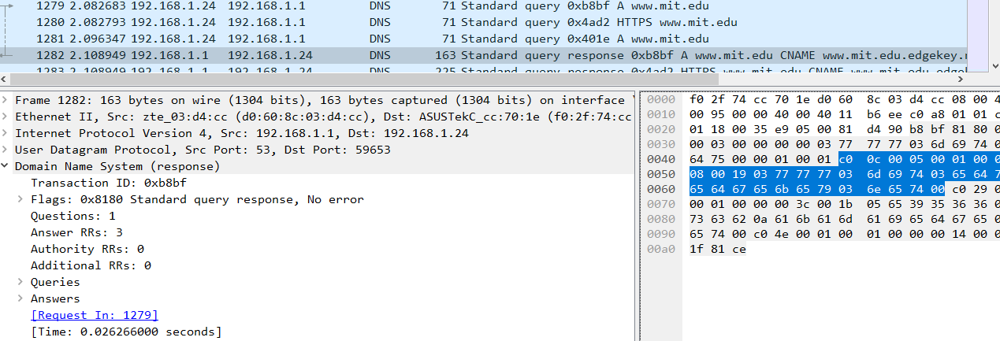 1279 2.082683 192.168.1.24 192.168.1.1 DNS 71 Standard query 0xb8bf A www.mit.edu
1280 2.082793 192.168.1.24 192.168.1.1 DNS 71 Standard query 0x4ad2 HTTPS www.mit.edu
1281 2.096347 192.168.1.24 192.168.1.1 DNS 71 Standard query 0x401e A www.mit.edu
1282 2.108949 192.168.1.1 192.168.1.24 DNS 163 Standard query response 0xb8bf A www.mit.edu CNAME www.mit.edu.edgekey.
1283 2.108949 192.168.1.1 192.168.1.24 DNS 225 Standard query response 0x4ad2 HTTPS www.mit.edu CNAME www.mit.edu.edgek
Frame 1282: 163 bytes on wire (1304 bits), 163 bytes captured (1304 bits) on interface
Ethernet II, Src: zte_03:d4:cc (d0:60:8c:03:d4:cc), Dst: ASUSTekC_cc:70:1e (f0:2f:74:cc
Internet Protocol Version 4, Src: 192.168.1.1, Dst: 192.168.1.24
User Datagram Protocol, Src Port: 53, Dst Port: 59653
Domain Name System (response)
Transaction ID: 0xb8bf
Flags: 0x8180 Standard query response, No error
Questions: 1
Answer RRs: 3
Authority RRs: 0
Additional RRs: 0
Queries
Answers
[Request In: 1279]
[Time: 0.026266000 seconds]
0000 f0 2f 74 cc 70 1e d0 60 8c 03 d4 cc 08 00 4
0010 00 95 00 00 40 00 40 11 b6 ee c0 a8 01 01 c
0020 01 18 00 35 e9 05 00 81 d4 90 b8 bf 81 80 0
0030 00 03 00 00 00 00 03 77 77 77 03 6d 69 74 0
0040 64 75 00 00 01 00 01 c0 0c 00 05 00 01 00 0
0050 08 00 19 03 77 77 77 03 6d 69 74 03 65 64 7
0060 65 64 67 65 6b 65 79 03 6e 65 74 00 c0 29 0
0070 00 01 00 00 00 3c 00 1b 05 65 39 35 36 36 0
0080 73 63 62 0a 61 6b 61 6d 61 69 65 64 67 65 0
0090 65 74 00 c0 4e 00 01 00 01 00 00 00 14 00 0
00a0 1f 81 ce